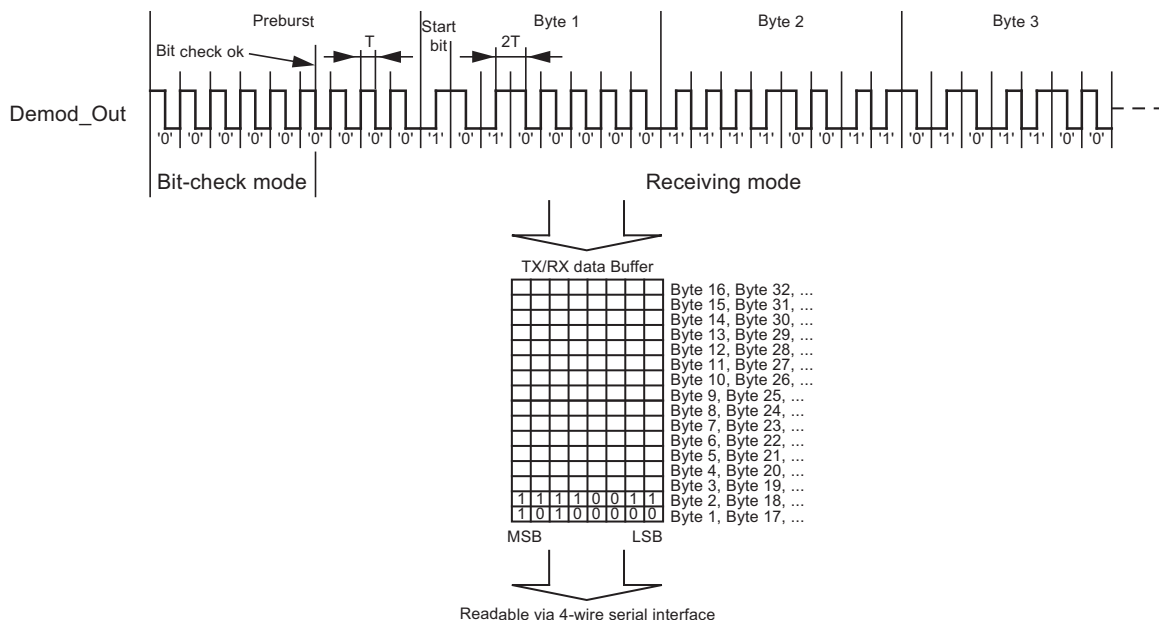 Preburst
Start bit
Byte 1
Byte 2
Byte 3
Bit check ok
T
2T
Demod_Out
'0' '0' '0' '0' '0' '0' '0' '0' '0' '1' '0' '1' '0' '0' '0' '0' '0' '1' '1' '1' '1' '0' '0' '1' '1' '0' '1' '0' '1' '1' '0' '0'
Bit-check mode
Receiving mode
TX/RX data Buffer
Byte 16, Byte 32, ...
Byte 15, Byte 31, ...
Byte 14, Byte 30, ...
Byte 13, Byte 29, ...
Byte 12, Byte 28, ...
Byte 11, Byte 27, ...
Byte 10, Byte 26, ...
Byte 9, Byte 25, ...
Byte 8, Byte 24, ...
Byte 7, Byte 23, ...
Byte 6, Byte 22, ...
Byte 5, Byte 21, ...
Byte 4, Byte 20, ...
Byte 3, Byte 19, ...
1 1 1 1 0 0 1 1 Byte 2, Byte 18, ...
1 0 1 0 0 0 0 0 Byte 1, Byte 17, ...
MSB LSB
Readable via 4-wire serial interface